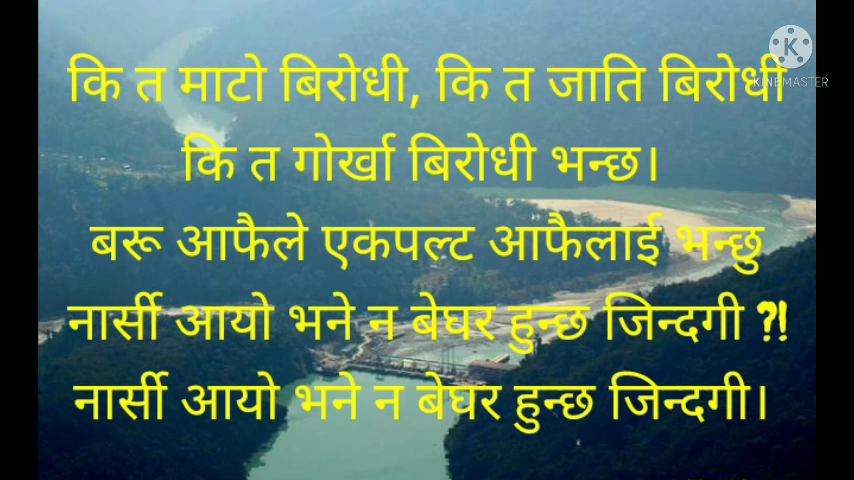 कि त माटो बिरोधी, कि त जाति बिरोधी
कि त गोर्खा बिरोधी भन्छ।
बरू आफैले एकपल्ट आफैलाई भन्छु
नार्सी आयो भने न बेघर हुन्छ जिन्दगी ?!
नार्सी आयो भने न बेघर हुन्छ जिन्दगी।
K
KINEMASTER